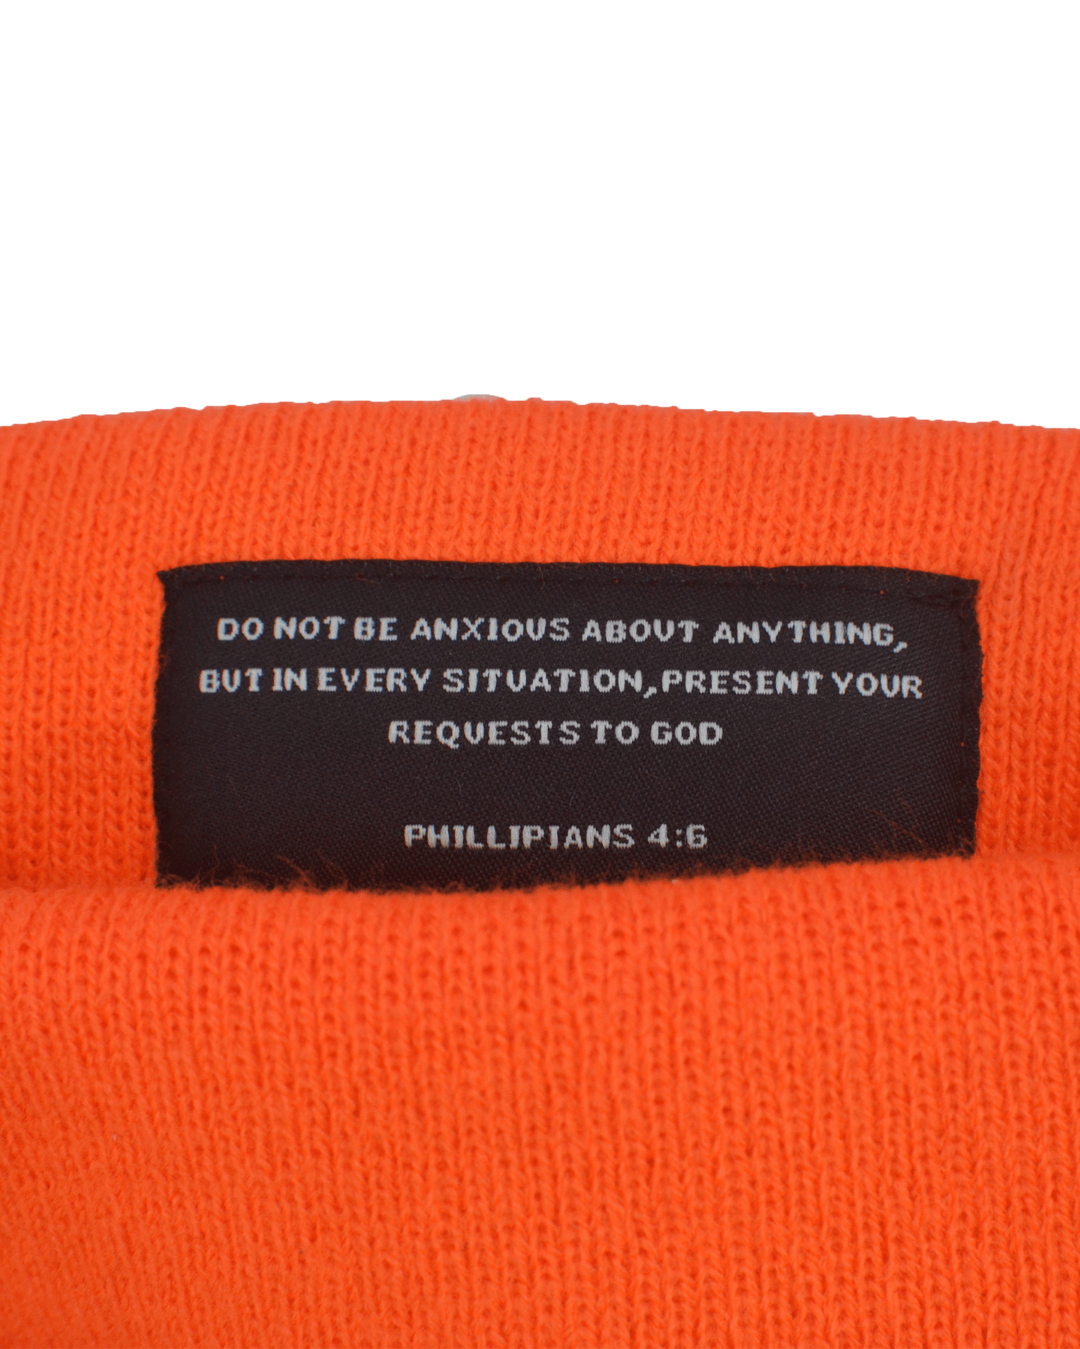 DO NOT BE ANXIOUS ABOUT ANYTHING,
BUT IN EVERY SITUATION,PRESENT YOUR
REQUESTS TO GOD
PHILLIPIANS 4:6